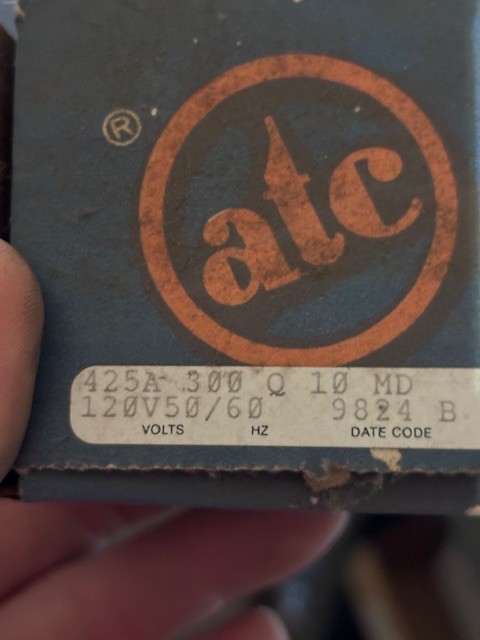 ®
atc
425A 300 Q 10 MD
120V50/60 9824 B
VOLTS HZ DATE CODE